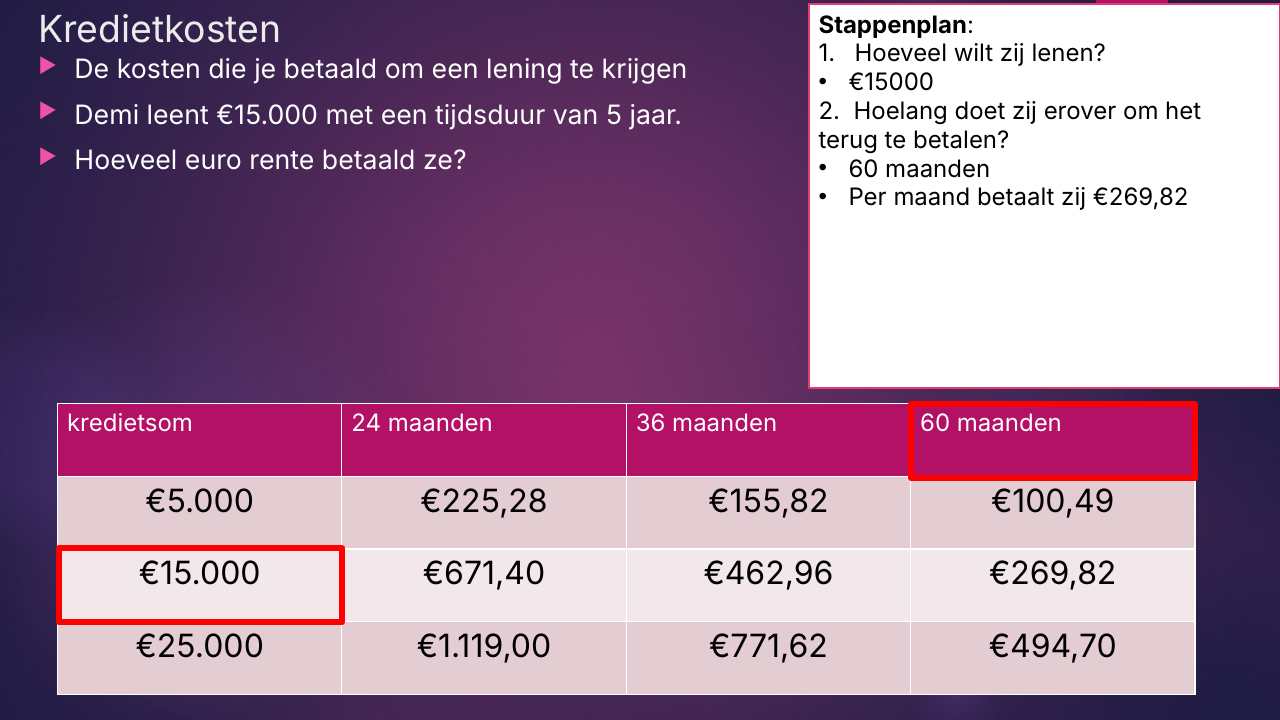 Kredietkosten
De kosten die je betaald om een lening te krijgen
Demi leent €15.000 met een tijdsduur van 5 jaar.
Hoeveel euro rente betaald ze?
Stappenplan:
1. Hoeveel wilt zij lenen?
• €15000
2. Hoelang doet zij erover om het
terug te betalen?
• 60 maanden
• Per maand betaalt zij €269,82
kredietsom 24 maanden 36 maanden 60 maanden
€5.000 €225,28 €155,82 €100,49
€15.000 €671,40 €462,96 €269,82
€25.000 €1.119,00 €771,62 €494,70